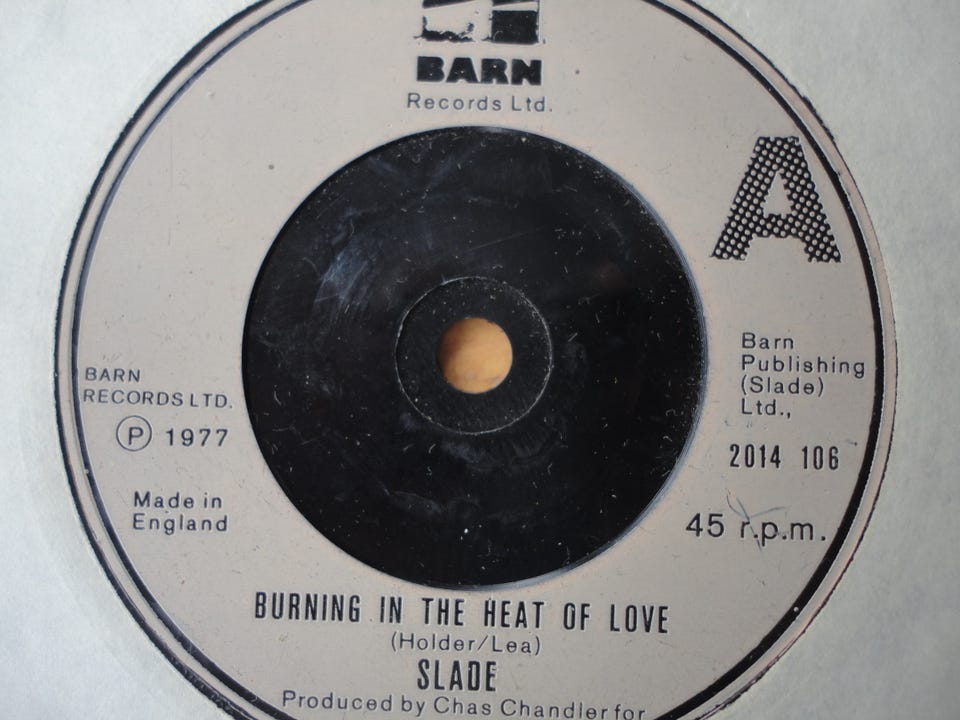 BARN
Records Ltd.
A
Barn
Publishing
(Slade)
Ltd.,
2014 106
45 r.p.m.
BARN
RECORDS LTD.
Ⓟ 1977
Made in
England
BURNING IN THE HEAT OF LOVE
(Holder/Lea)
SLADE
Produced by Chas Chandler for